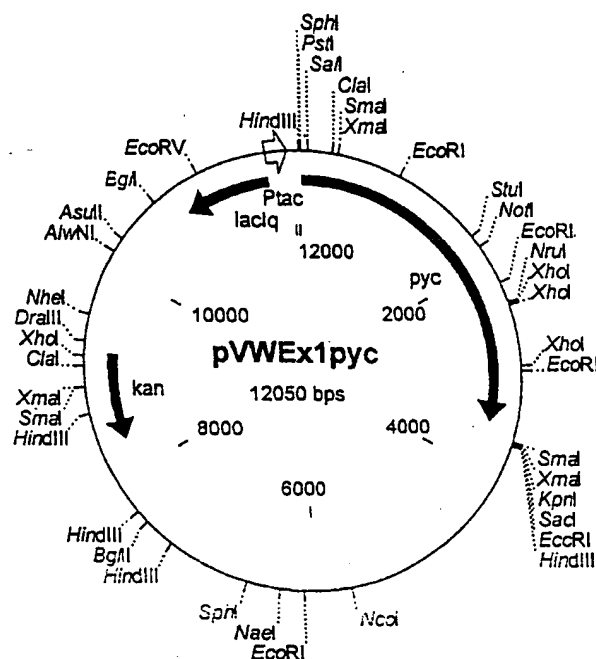 SphI
PstI
SalI
ClaI
SmaI
XmaI
HindIII
EcoRI
EcoRV
BglI
AsuII
AlwNI
StuI
NotI
EcoRI
NruI
XhoI
XhoI
Ptac
lacIq
12000
pyc
2000
10000
NheI
DraIII
XhoI
ClaI
XmaI
SmaI
HindIII
pVWEx1pyc
12050 bps
kan
XhoI
EcoRI
8000
4000
6000
SmaI
XmaI
KpnI
SacI
EccRI
HindIII
HindIII
BglII
HindIII
SphI
NaeI
EcoRI
NcoI